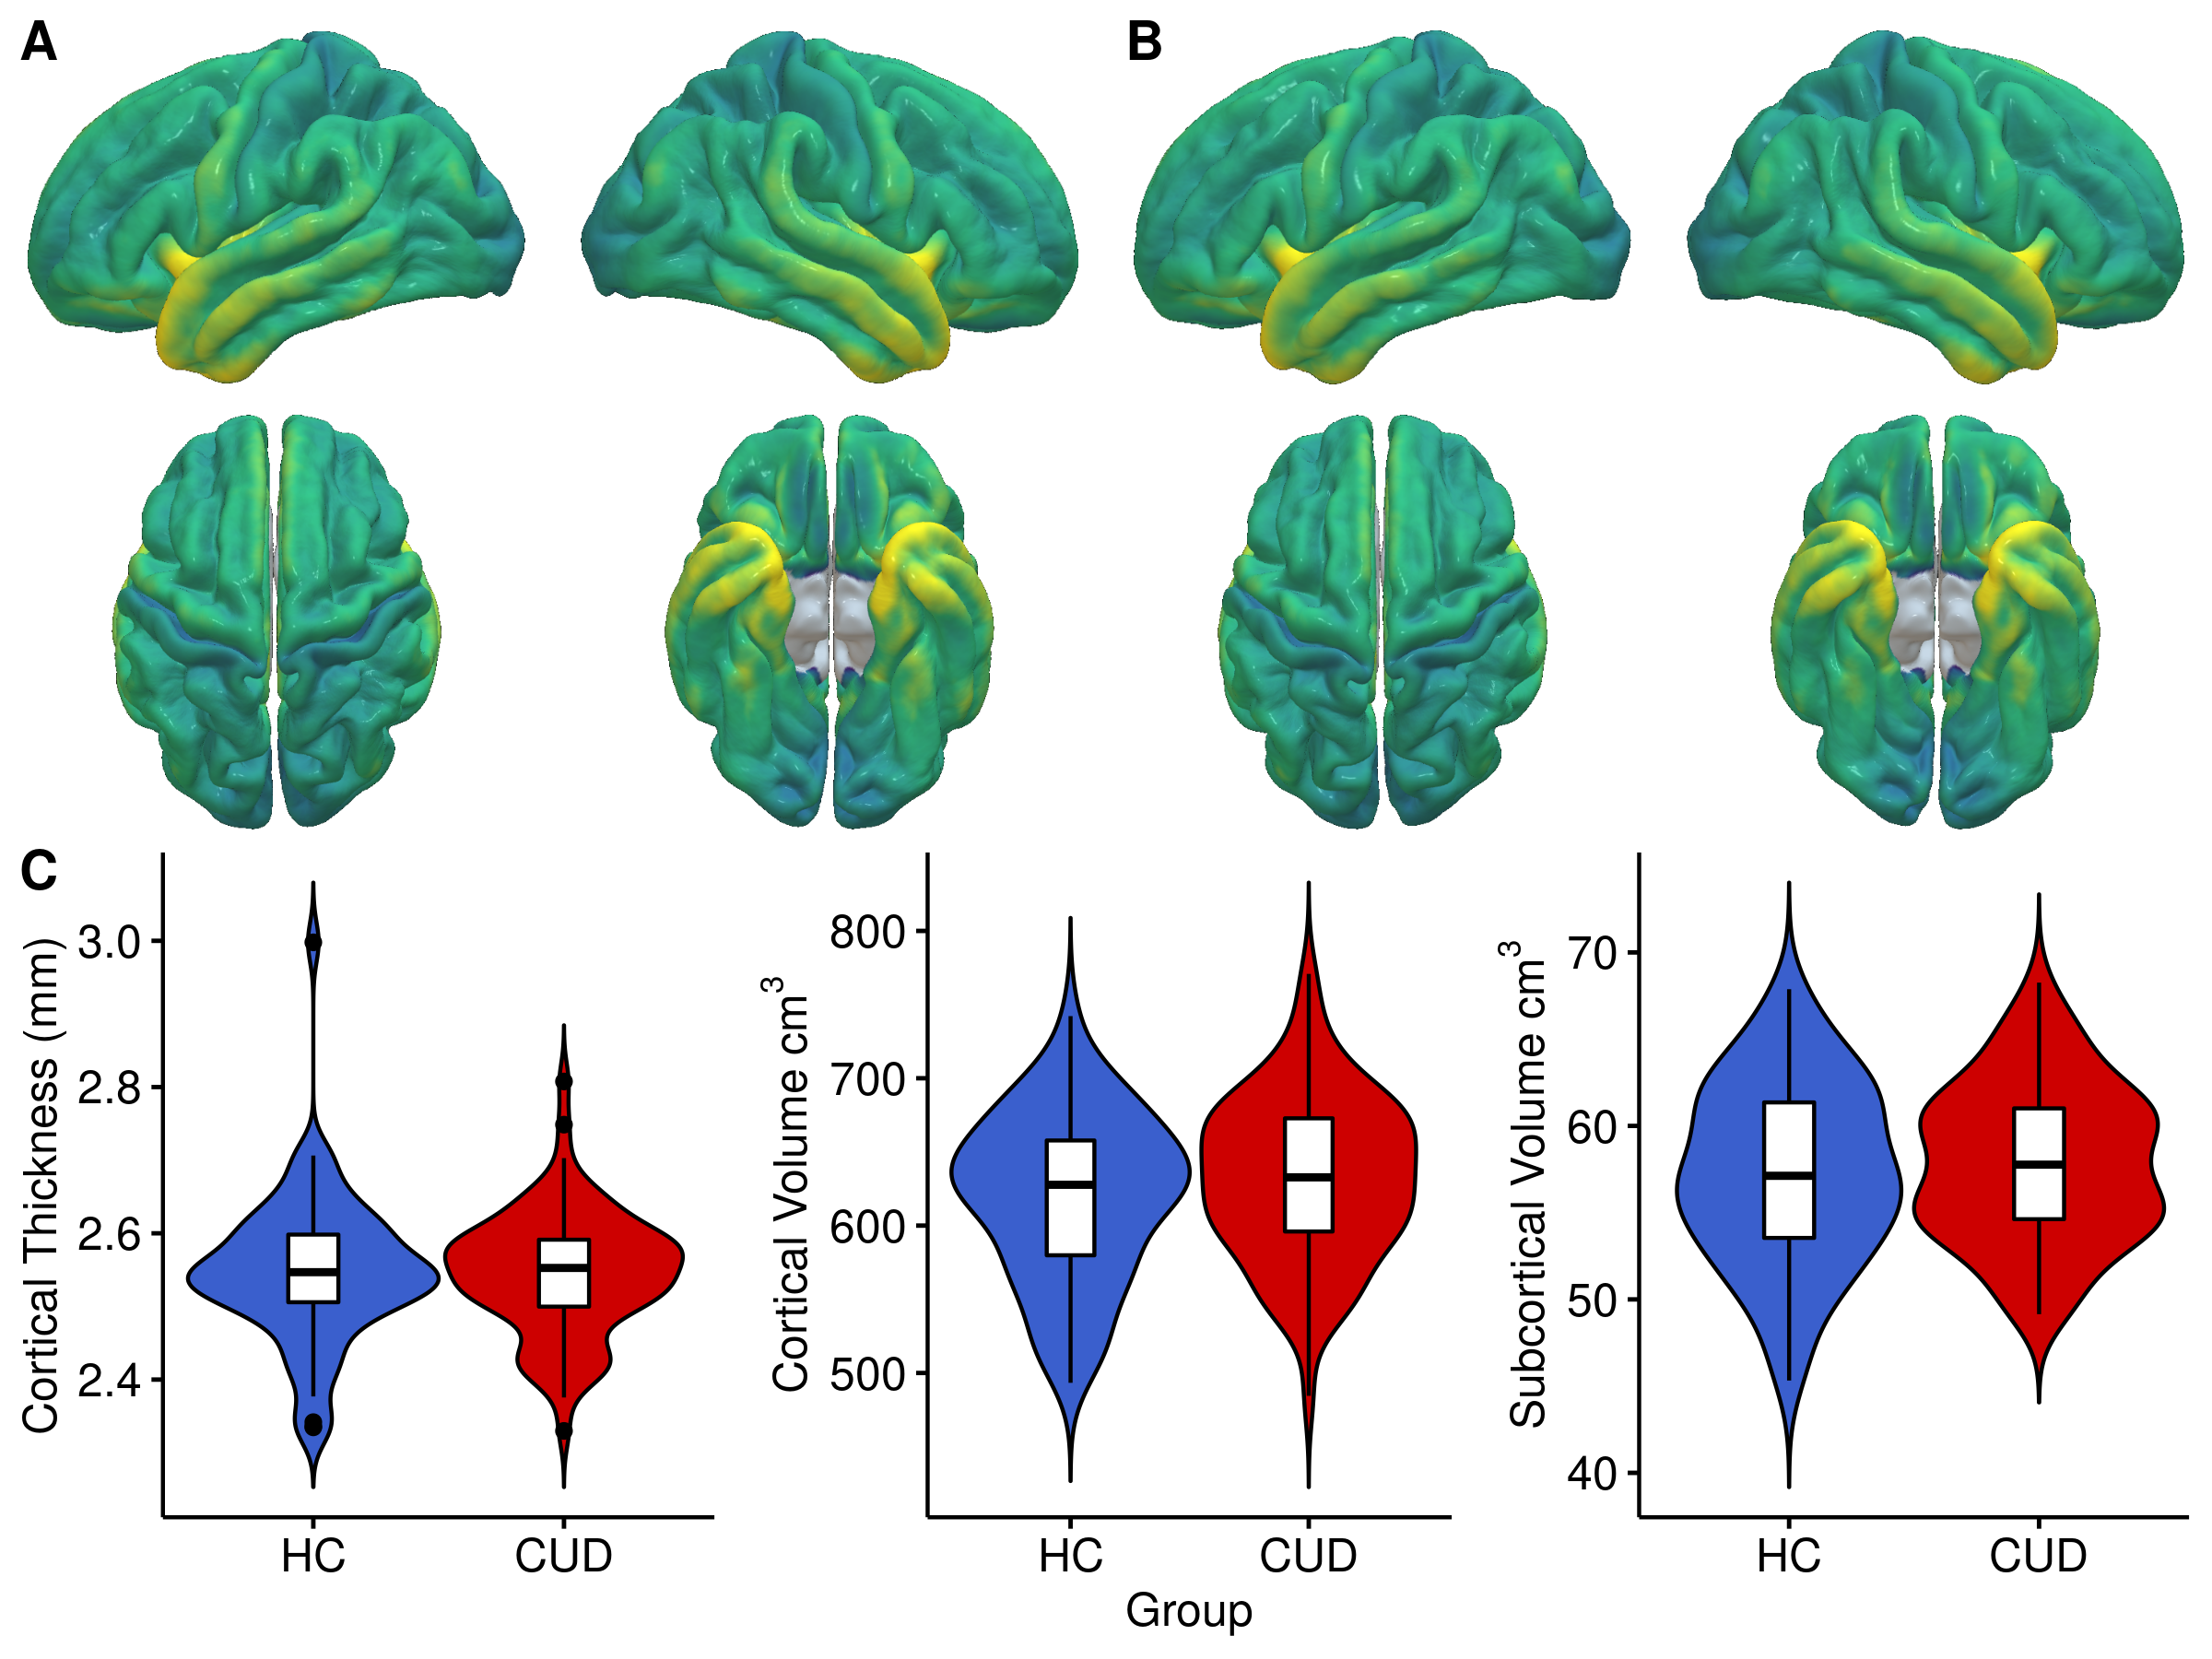 A
B
C
Cortical Thickness (mm)
3.0
2.8
2.6
2.4
HC
CUD
Cortical Volume cm³
800
700
600
500
HC
CUD
Subcortical Volume cm³
70
60
50
40
HC
CUD
Group